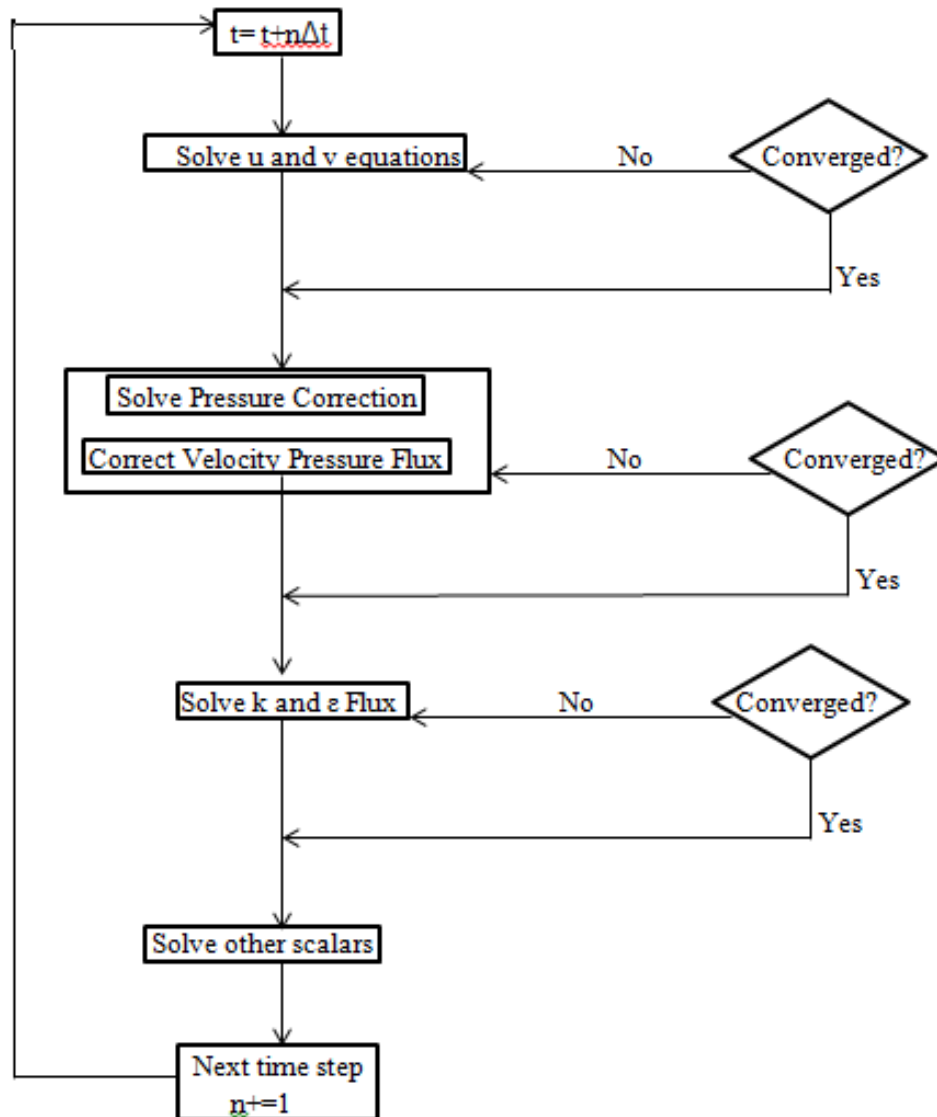 t= t+nΔt
Solve u and v equations
No
Converged?
Yes
Solve Pressure Correction
Correct Velocity Pressure Flux
No
Converged?
Yes
Solve k and ε Flux
No
Converged?
Yes
Solve other scalars
Next time step
n+=1